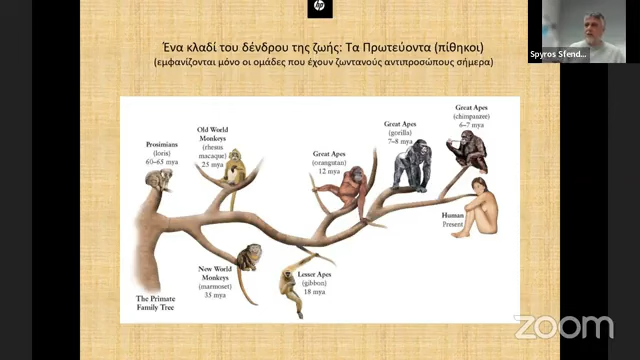 hp
Ένα κλαδί του δένδρου της ζωής: Τα Πρωτεύοντα (πίθηκοι)
(εμφανίζονται μόνο οι ομάδες που έχουν ζωντανούς αντιπροσώπους σήμερα)
Spyros Sfend...
Prosimians
(loris)
60–65 mya
Old World
Monkeys
(rhesus
macaque)
25 mya
Great Apes
(orangutan)
12 mya
Great Apes
(gorilla)
7–8 mya
Great Apes
(chimpanzee)
6–7 mya
Human
Present
New World
Monkeys
(marmoset)
35 mya
Lesser Apes
(gibbon)
18 mya
The Primate
Family Tree
zoom